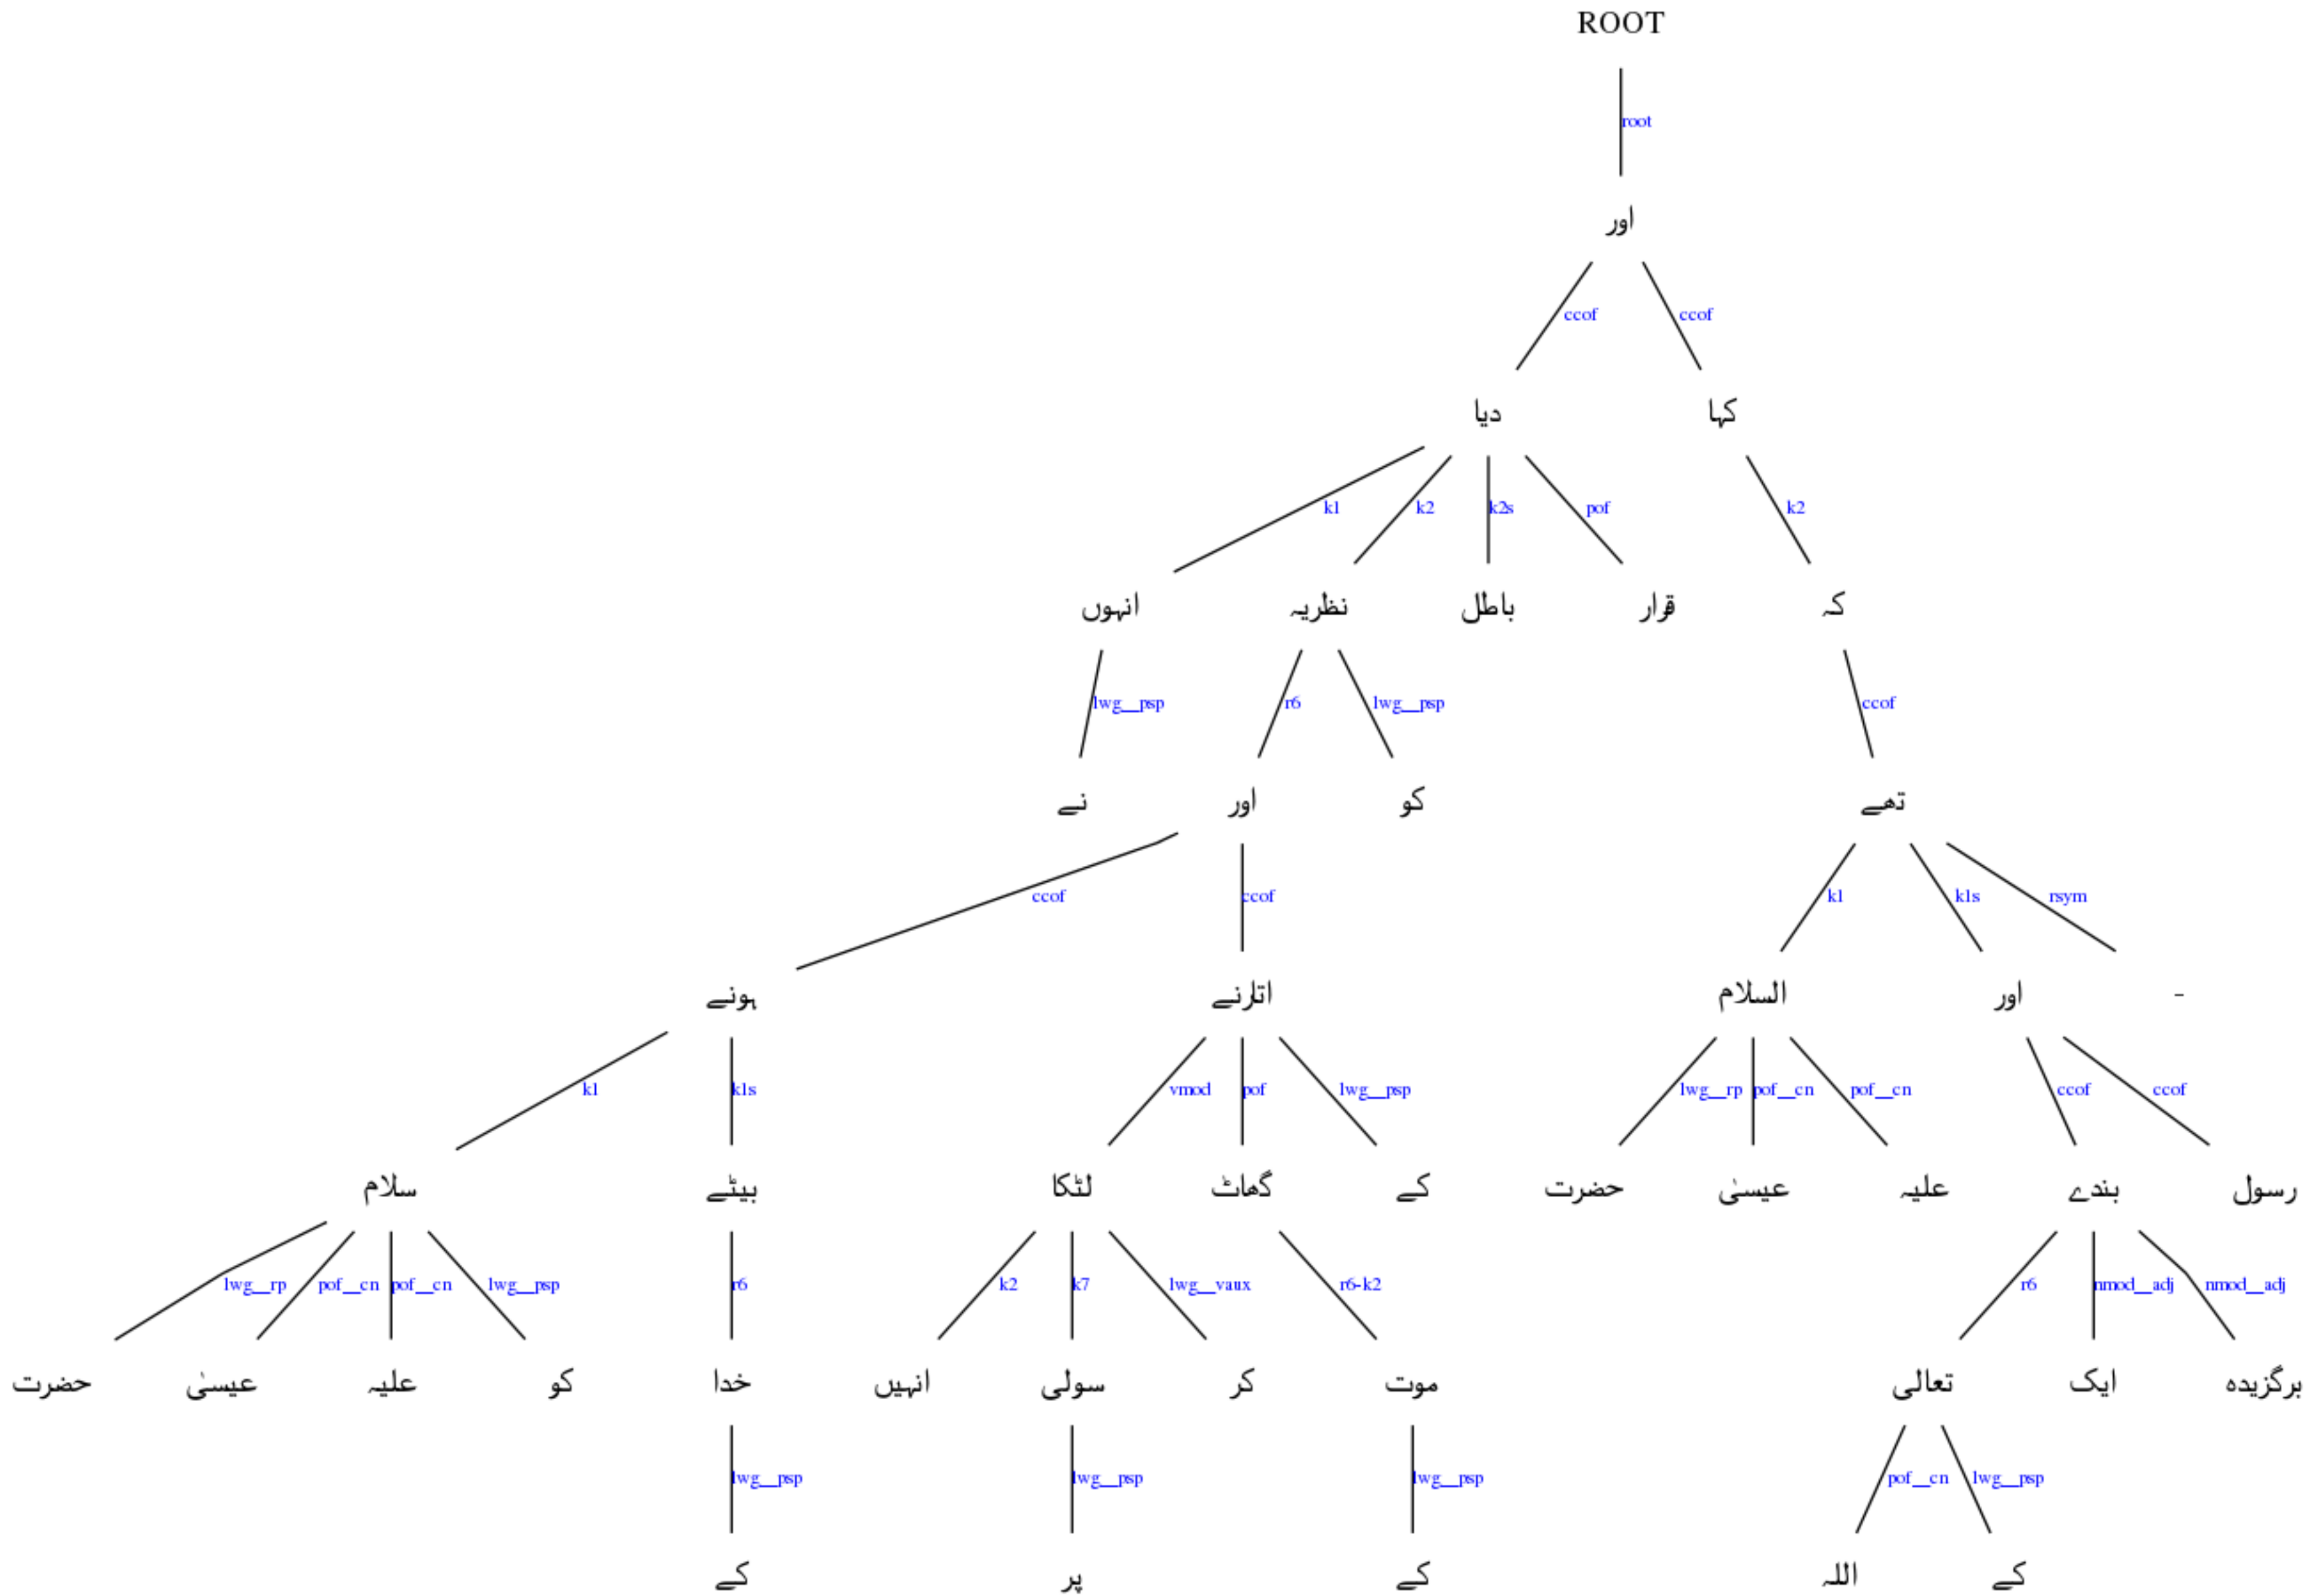 ROOT
root
اور
ccof ccof
دیا کہا
k1 k2 k2s pof k2
انہوں نظریہ باطل قرار کہ
lwg__psp r6 lwg__psp ccof
نے اور کو تھے
ccof ccof k1 k1s rsym
ہونے اتارنے السلام اور -
k1 k1s vmod pof lwg__psp lwg__rp pof__cn pof__cn ccof ccof
سلام بیٹے لٹکا گھاٹ کے حضرت عیسیٰ علیہ بندے رسول
lwg__rp pof__cn pof__cn lwg__psp r6 k2 k7 lwg__vaux r6-k2 r6 nmod__adj nmod__adj
حضرت عیسیٰ علیہ کو خدا انہیں سولی کر موت تعالی ایک برگزیدہ
lwg__psp lwg__psp lwg__psp pof__cn lwg__psp
کے پر کے اللہ کے